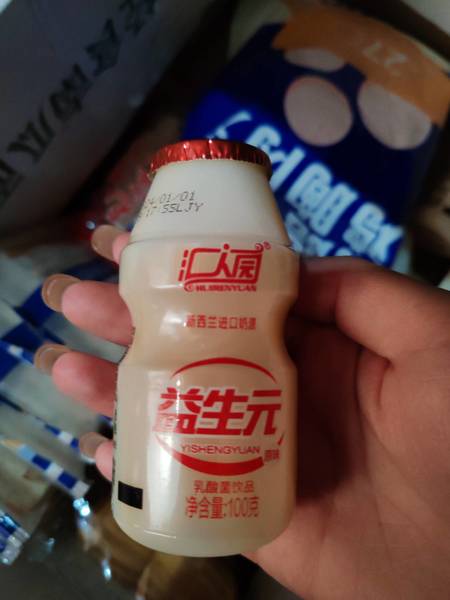 4/01/01
17:55LJY
汇人园
HUIRENYUAN
新西兰进口奶源
益生元
YISHENGYUAN
原味
乳酸菌饮品
净含量:100克